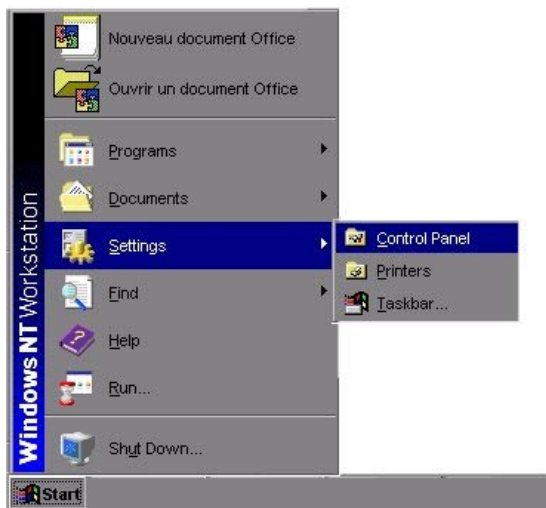 Nouveau document Office
Ouvrir un document Office
Programs
Documents
Settings
Find
Help
Run...
Shut Down...
Control Panel
Printers
Taskbar...
Windows NT Workstation
Start